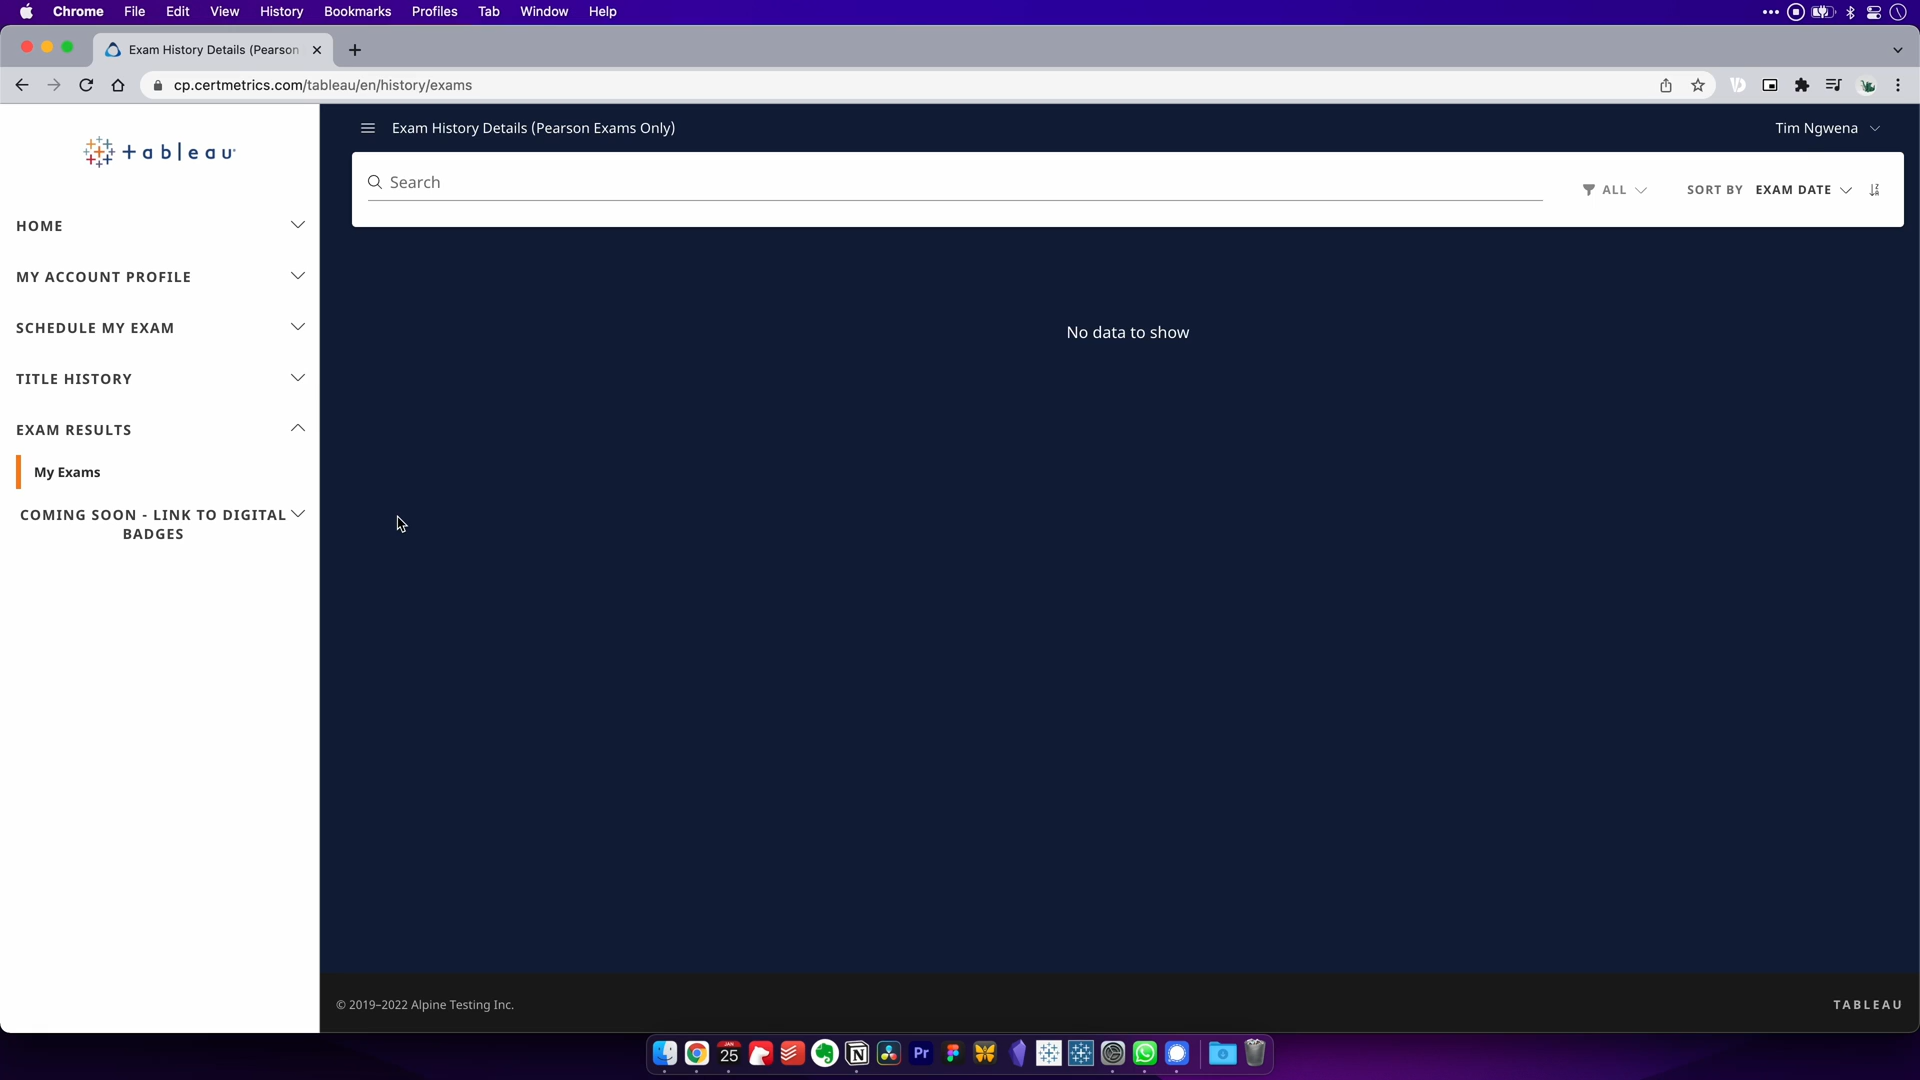 Chrome File Edit View History Bookmarks Profiles Tab Window Help
Exam History Details (Pearson
cp.certmetrics.com/tableau/en/history/exams
+ableau
Exam History Details (Pearson Exams Only)
Tim Ngwena
Search
ALL
SORT BY EXAM DATE
HOME
MY ACCOUNT PROFILE
SCHEDULE MY EXAM
TITLE HISTORY
EXAM RESULTS
My Exams
COMING SOON - LINK TO DIGITAL
BADGES
No data to show
© 2019–2022 Alpine Testing Inc.
TABLEAU
JAN
25
Pr